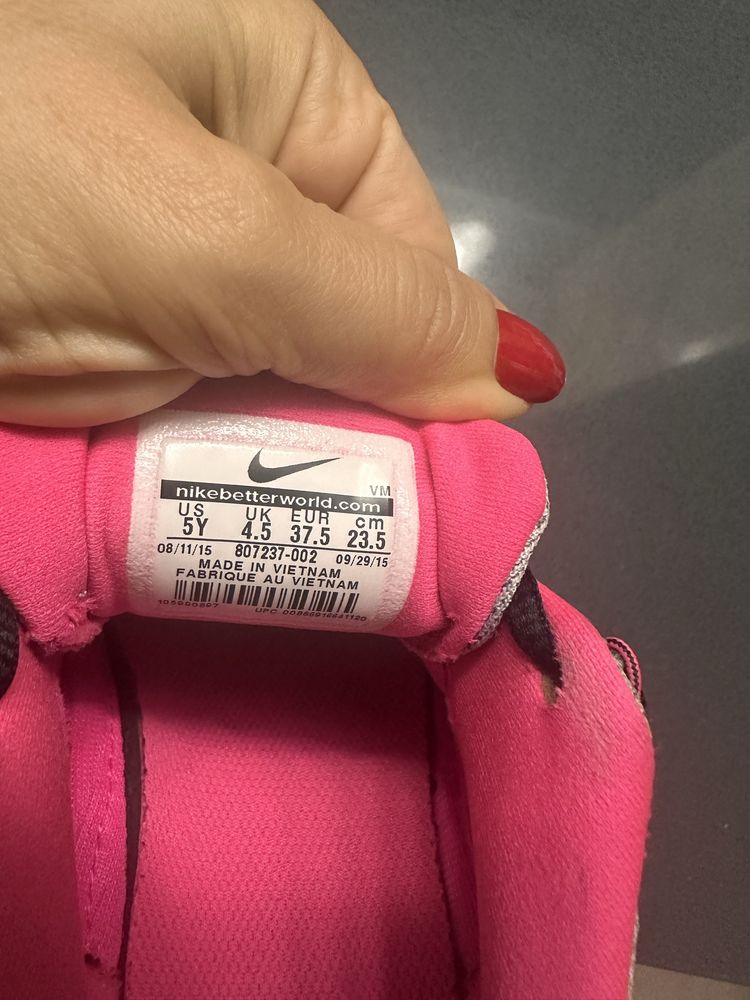 nikebetterworld.com VM
US UK EUR cm
5Y 4.5 37.5 23.5
08/11/15 807237-002 09/29/15
MADE IN VIETNAM
FABRIQUE AU VIETNAM
UPC